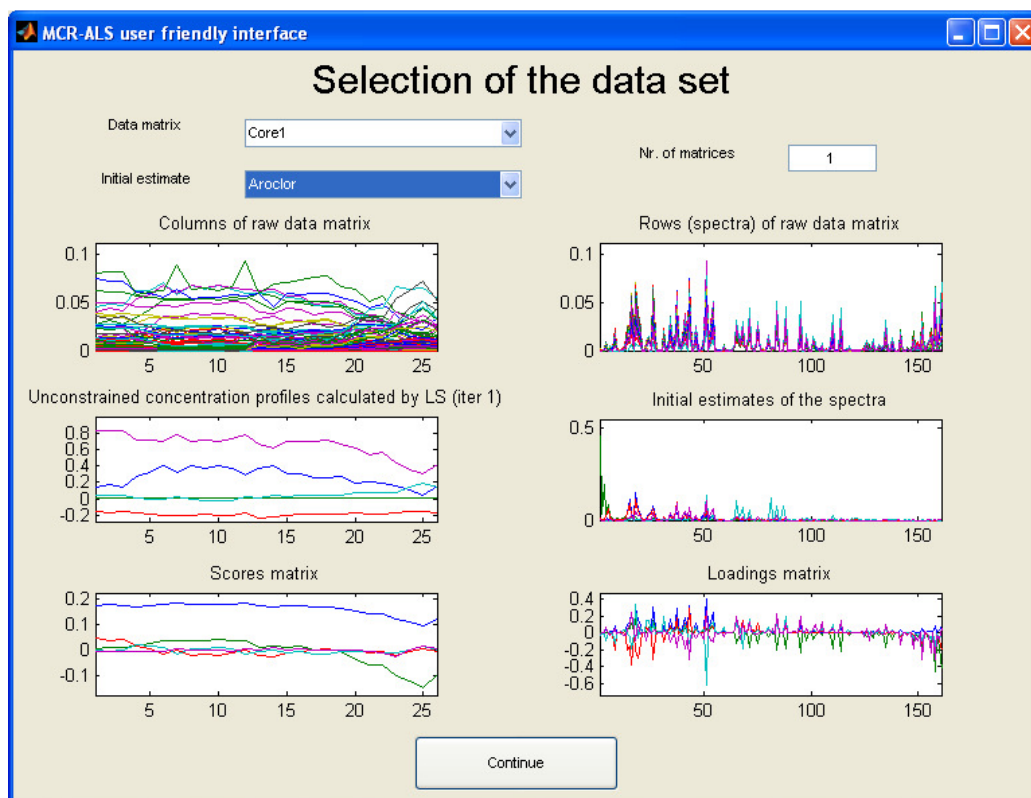 MCR-ALS user friendly interface
Selection of the data set
Data matrix
Core1
Nr. of matrices
1
Initial estimate
Aroclor
Columns of raw data matrix
0.1
0.05
0
5 10 15 20 25
Rows (spectra) of raw data matrix
0.1
0.05
0
50 100 150
Unconstrained concentration profiles calculated by LS (iter 1)
0.8
0.6
0.4
0.2
0
-0.2
5 10 15 20 25
Initial estimates of the spectra
0.5
0
50 100 150
Scores matrix
0.2
0.1
0
-0.1
5 10 15 20 25
Loadings matrix
0.4
0.2
0
-0.2
-0.4
-0.6
50 100 150
Continue